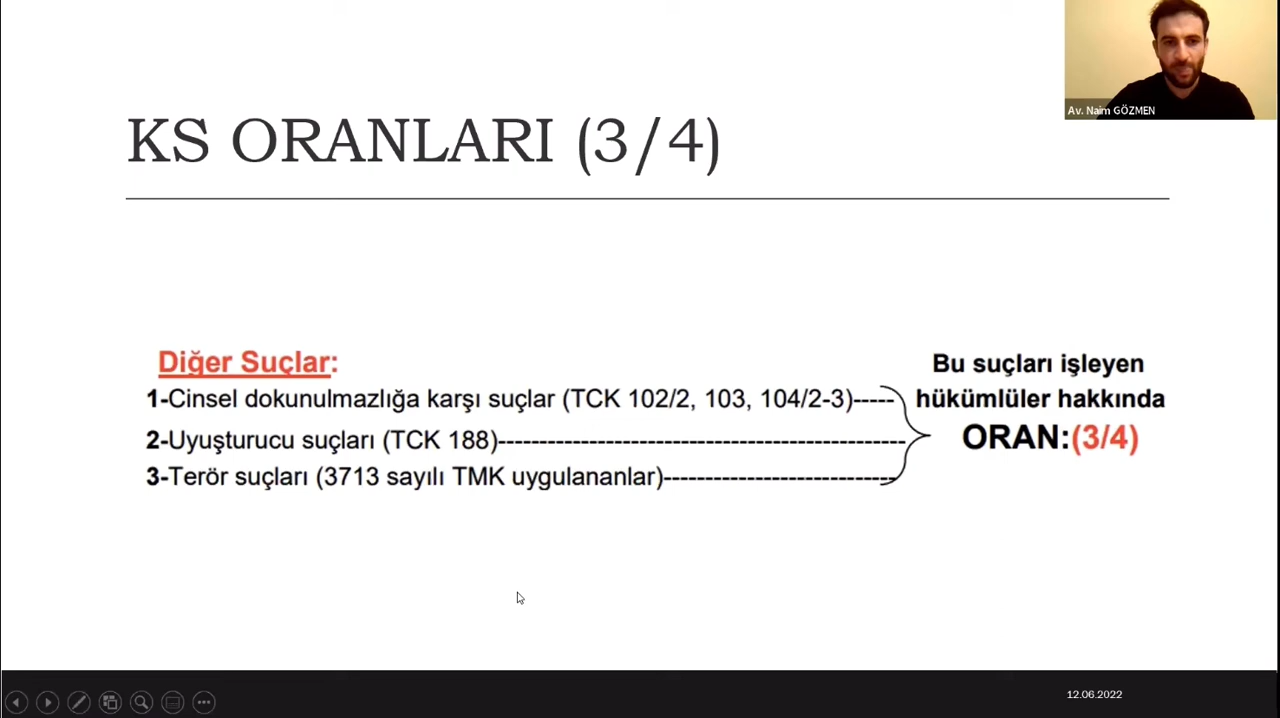 Av. Naim GÖZMEN
KS ORANLARI (3/4)
Diğer Suçlar:
1-Cinsel dokunulmazlığa karşı suçlar (TCK 102/2, 103, 104/2-3)-----
2-Uyuşturucu suçları (TCK 188)--------------------------------------------------------
3-Terör suçları (3713 sayılı TMK uygulananlar)--------------------------------
Bu suçları işleyen
hükümlüler hakkında
ORAN:(3/4)
12.06.2022